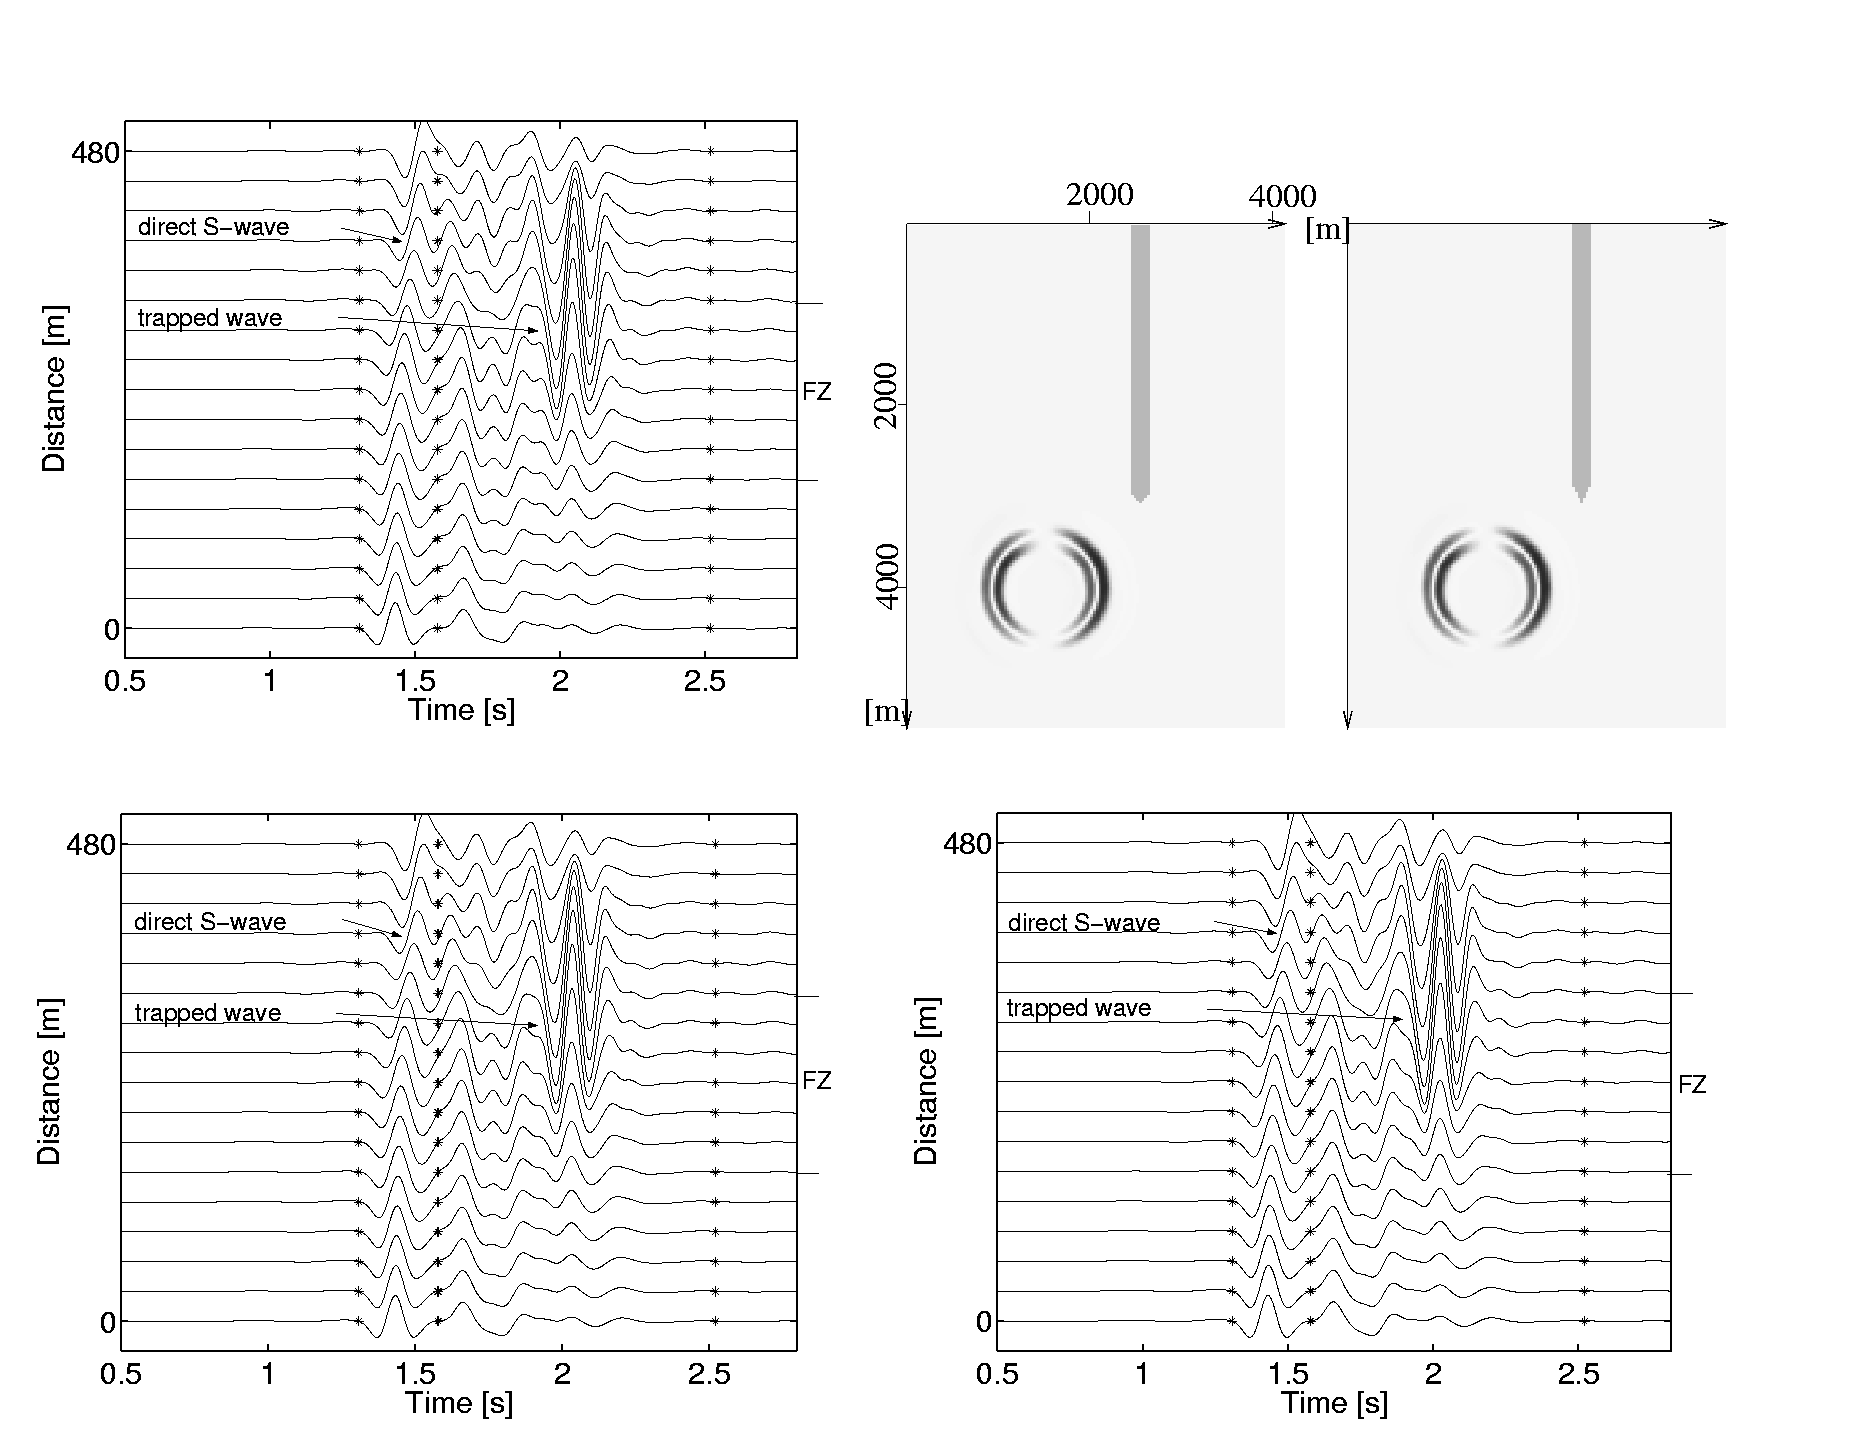 480
direct S−wave
trapped wave
FZ
Distance [m]
0
0.5 1 1.5 2 2.5
Time [s]
2000 4000
[m]
2000
4000
[m]
480
direct S−wave
trapped wave
FZ
Distance [m]
0
0.5 1 1.5 2 2.5
Time [s]
480
direct S−wave
trapped wave
FZ
Distance [m]
0
0.5 1 1.5 2 2.5
Time [s]